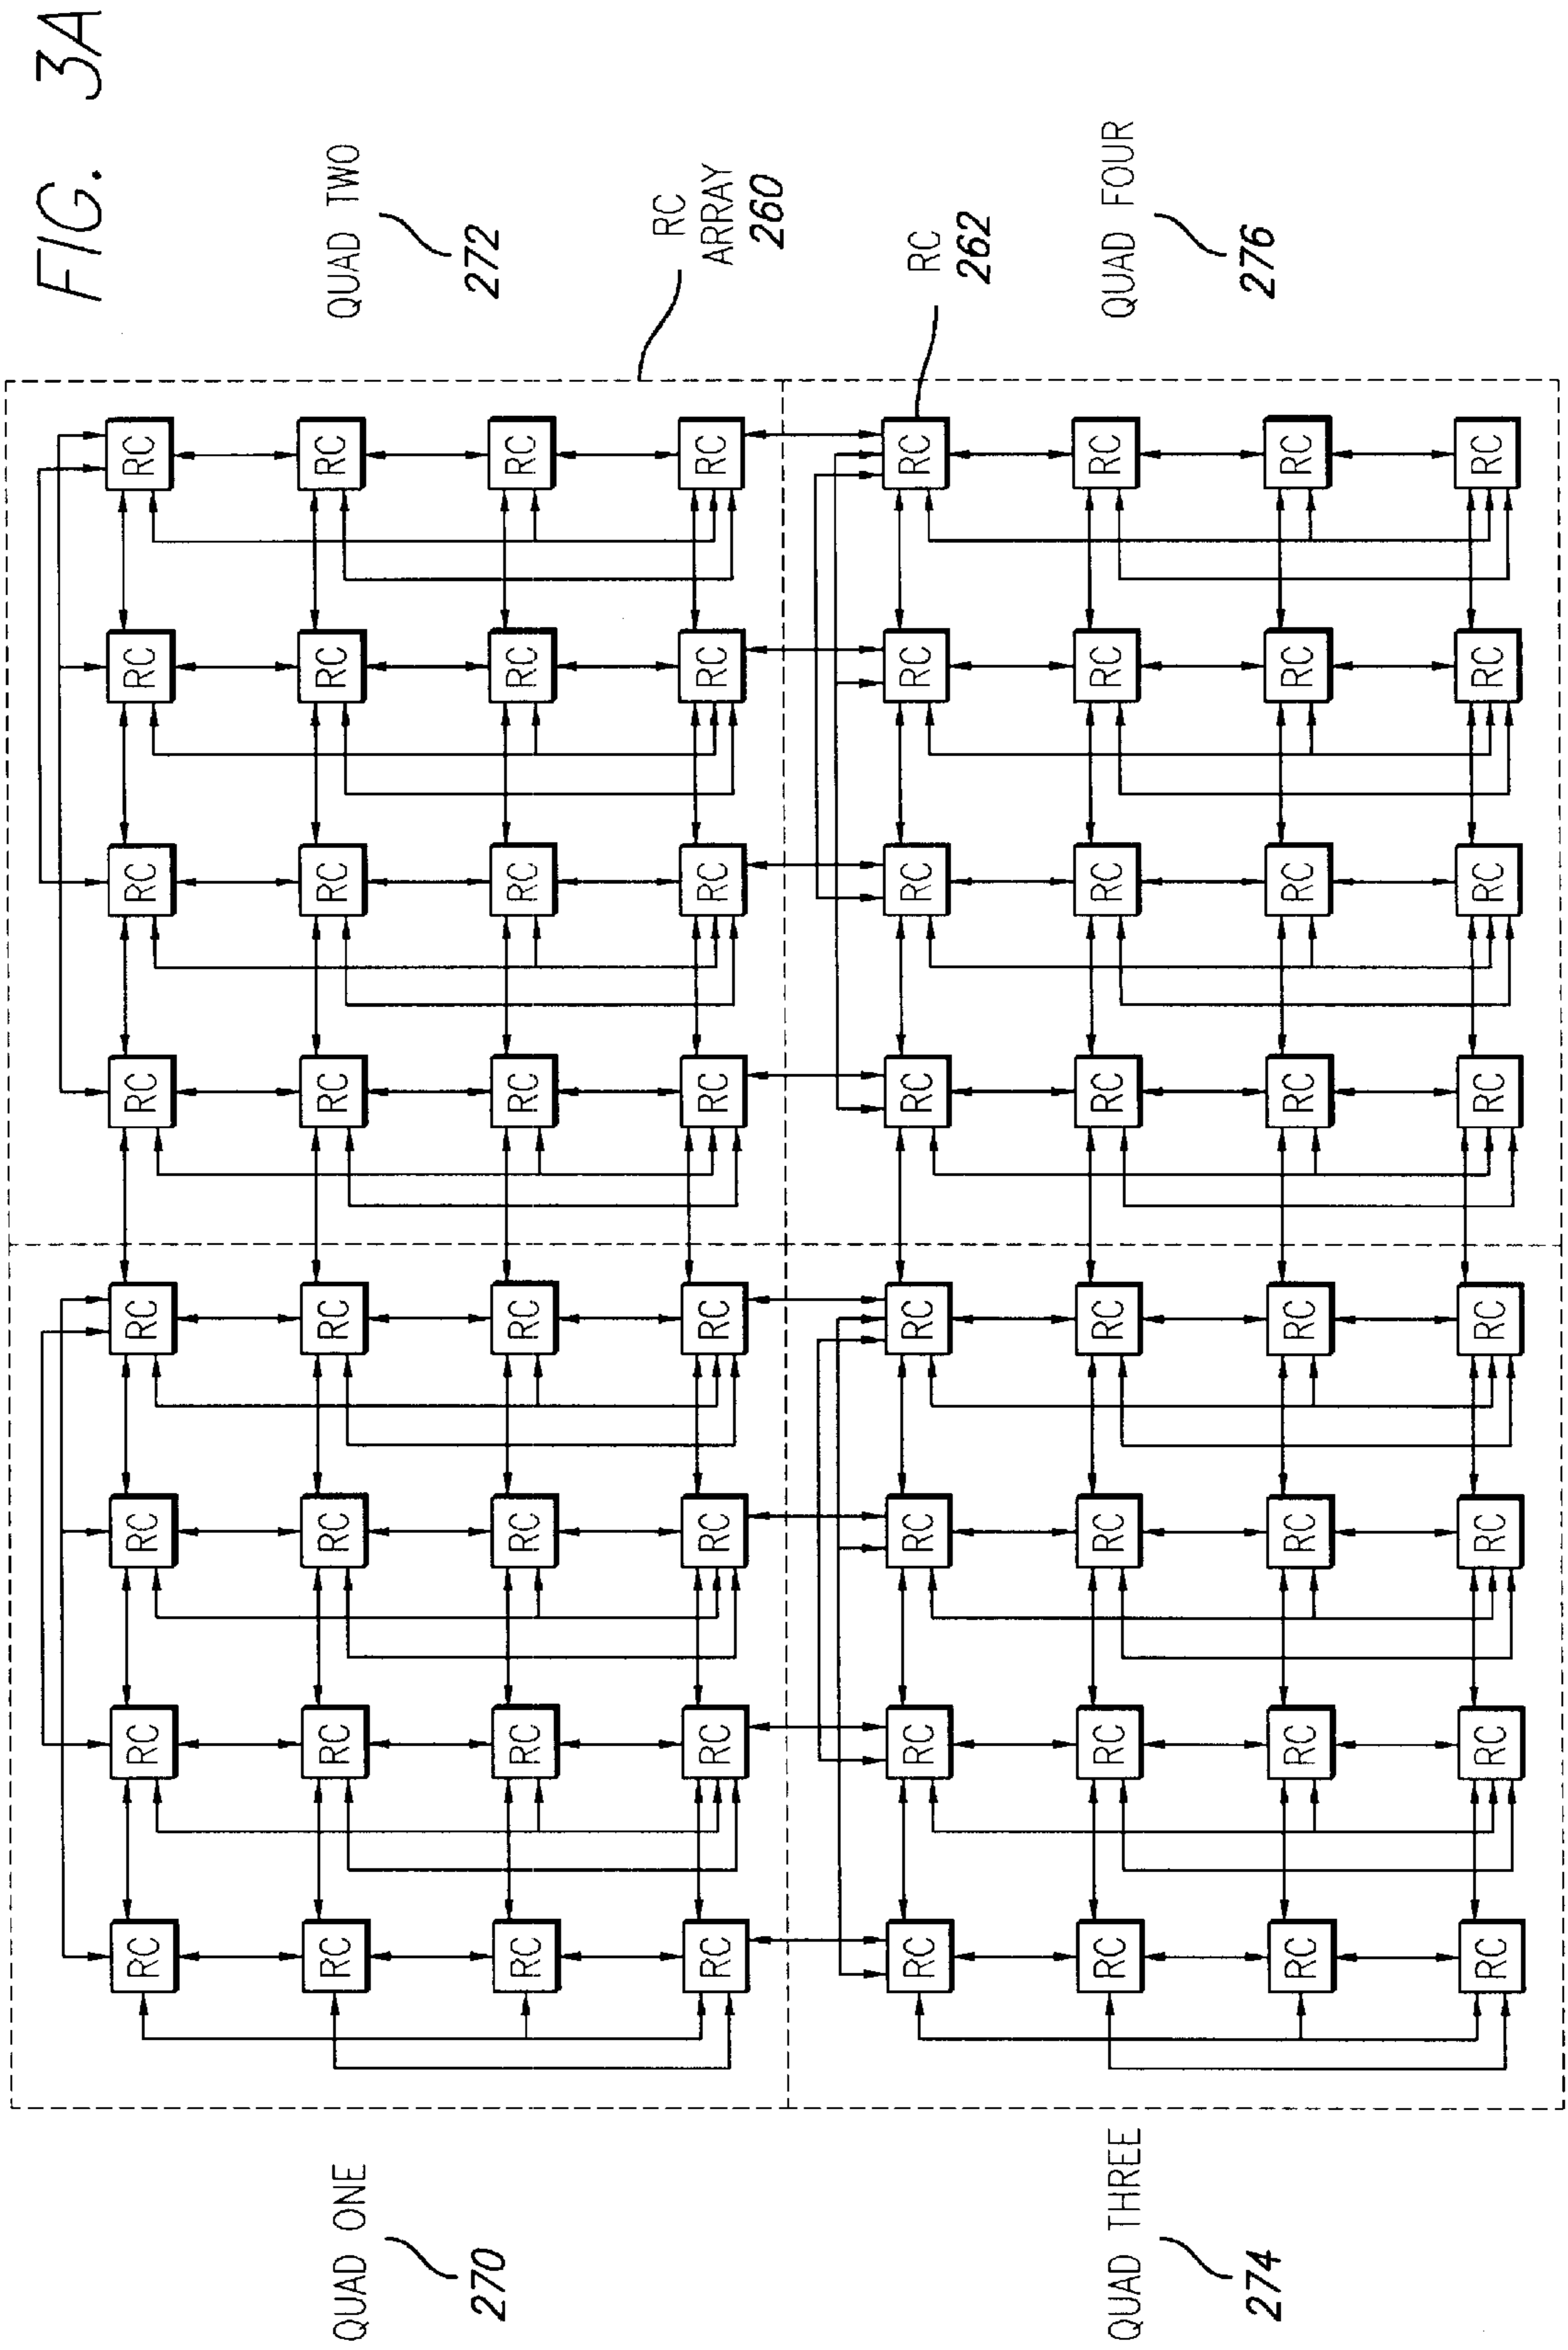 FIG. 3A
RC RC RC RC RC RC RC RC
QUAD ONE
RC RC RC RC RC RC RC RC
QUAD TWO
270
272
RC RC RC RC RC RC RC RC
RC RC RC RC RC RC RC RC
RC
ARRAY
260
RC RC RC RC RC RC RC RC
RC
262
QUAD THREE
RC RC RC RC RC RC RC RC
QUAD FOUR
274
276
RC RC RC RC RC RC RC RC
RC RC RC RC RC RC RC RC